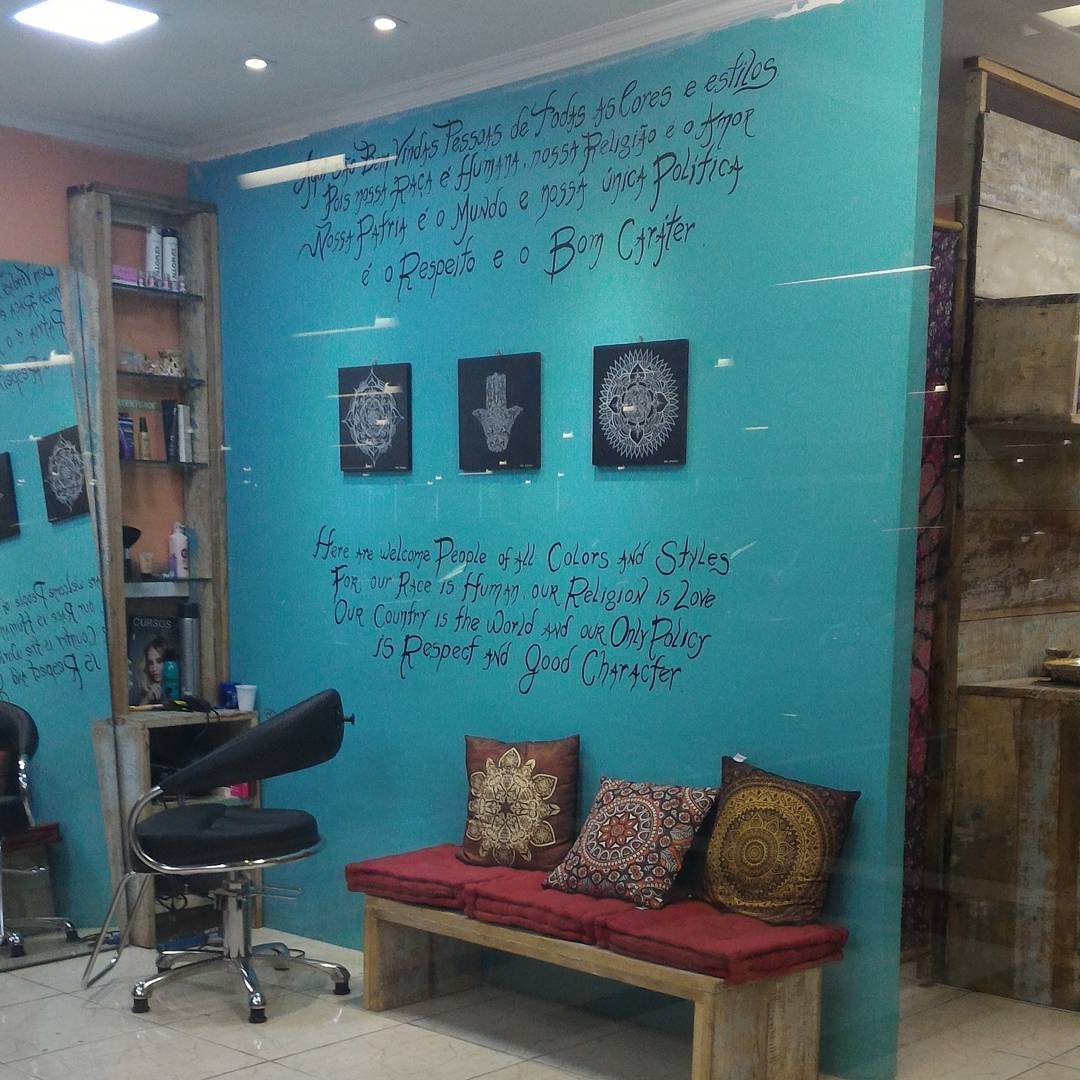 Aqui São Bem Vindas Pessoas de Todas as Cores e estilos
Pois nossa Raça é Humana, nossa Religião é o Amor
Nossa Patria é o Mundo e nossa única Política
é o Respeito e o Bom Caráter
Here are welcome People of all Colors and Styles
For our Race is Human, our Religion is Love
Our Country is the World and our Only Policy
is Respect and Good Character
CURSOS